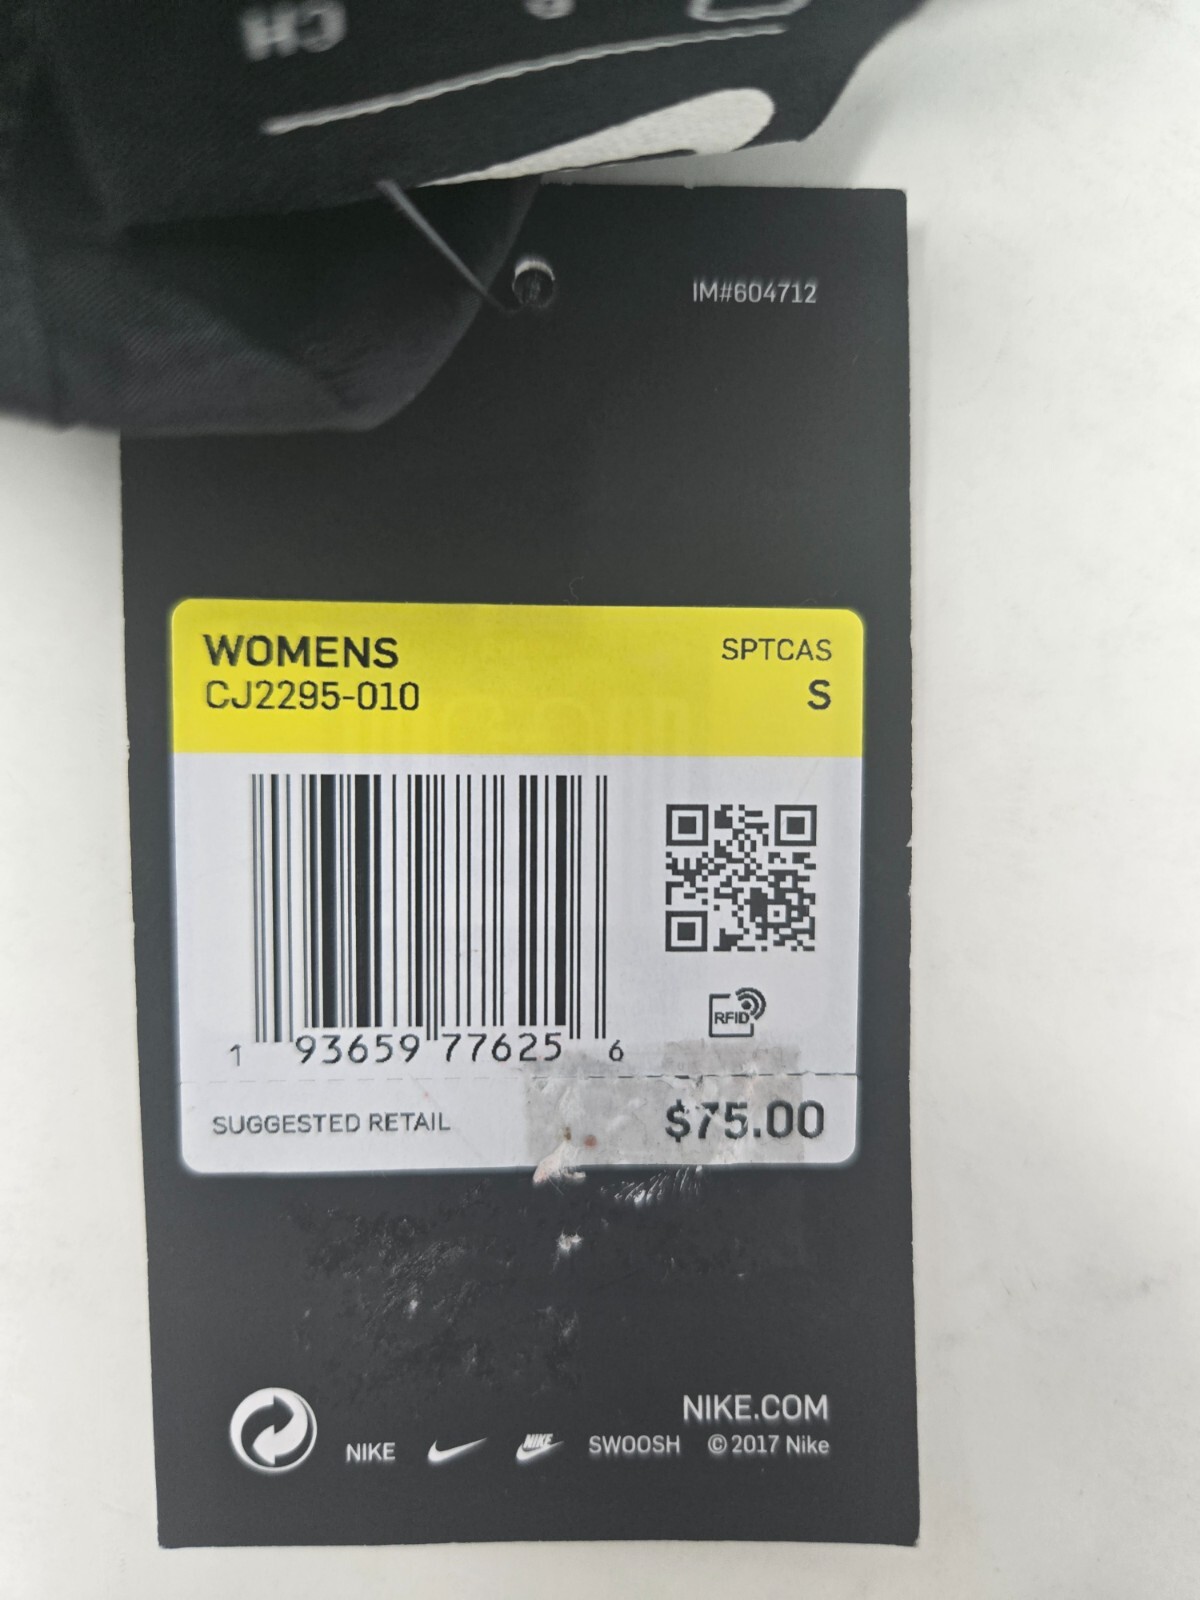 IM#604712
WOMENS
SPTCAS
CJ2295-010
S
1 93659 77625 6
RFID
SUGGESTED RETAIL
$75.00
NIKE.COM
NIKE NIKE SWOOSH © 2017 Nike